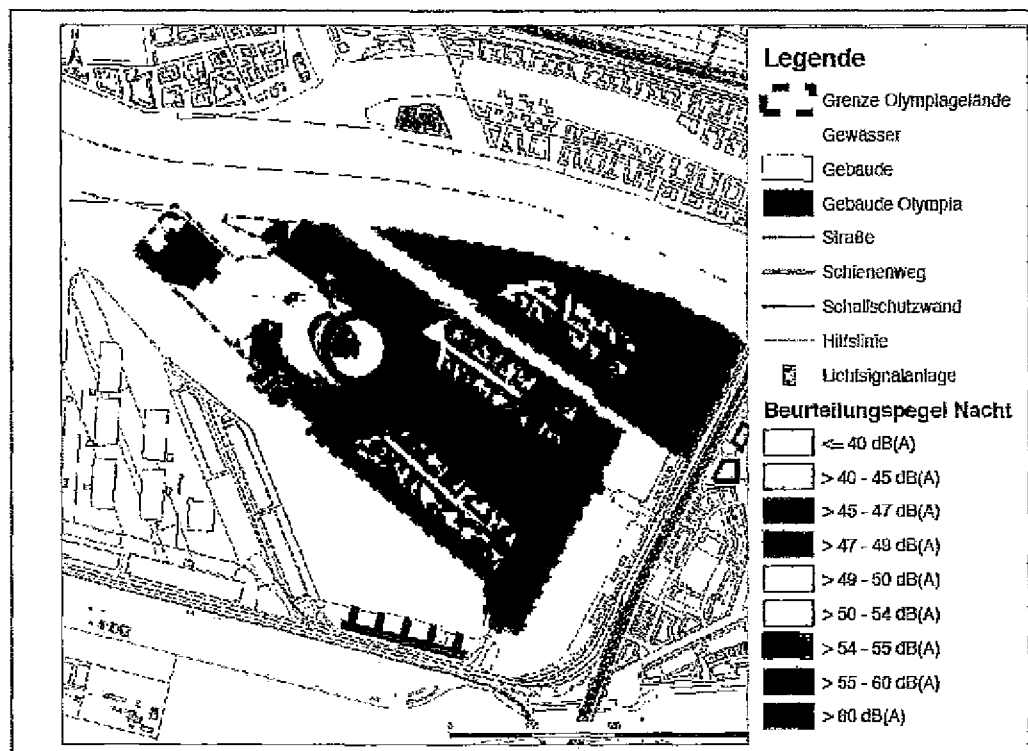 N
Legende
Grenze Olympiagelände
Gewässer
Gebäude
Gebäude Olympia
Straße
Schienenweg
Schallschutzwand
Hilfslinie
Lichtsignalanlage
Beurteilungspegel Nacht
<= 40 dB(A)
> 40 - 45 dB(A)
> 45 - 47 dB(A)
> 47 - 49 dB(A)
> 49 - 50 dB(A)
> 50 - 54 dB(A)
> 54 - 55 dB(A)
> 55 - 60 dB(A)
> 60 dB(A)
0